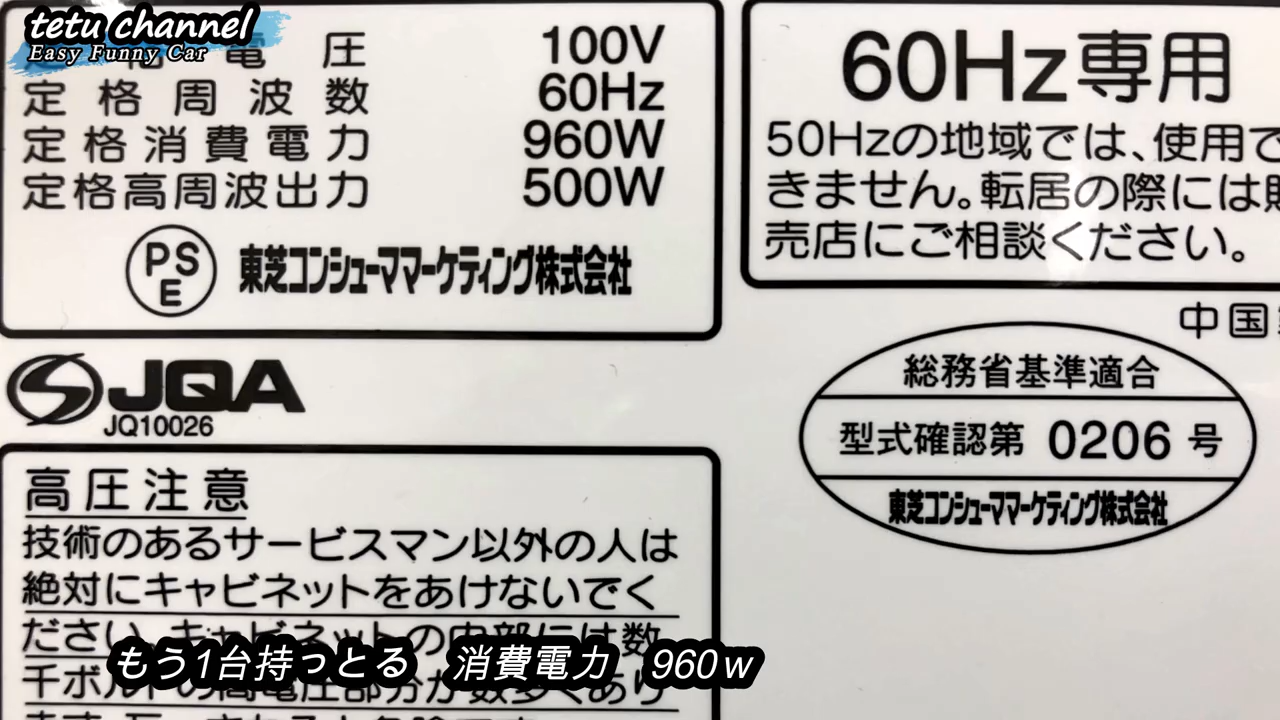 tetu channel
Easy Funny Car
電圧 100V
定格周波数 60Hz
定格消費電力 960W
定格高周波出力 500W
PSE
東芝コンシューママーケティング株式会社
60Hz専用
50Hzの地域では、使用で
きません。転居の際には販
売店にご相談ください。
中国
JQA
JQ10026
総務省基準適合
型式確認第 0206 号
東芝コンシューママーケティング株式会社
高圧注意
技術のあるサービスマン以外の人は
絶対にキャビネットをあけないでく
ださい。キャビネットの内部には数
千ボルトの高電圧部分が数多くあり
もう1台持っとる 消費電力 960w